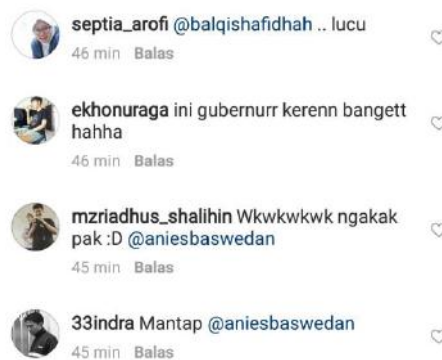 septia_arofi @balqishafidhah .. lucu
46 min Balas
ekhonuraga ini gubernurr kerenn bangett
hahha
46 min Balas
mzriadhus_shalihin Wkwkwkwk ngakak
pak :D @aniesbaswedan
45 min Balas
33indra Mantap @aniesbaswedan
45 min Balas